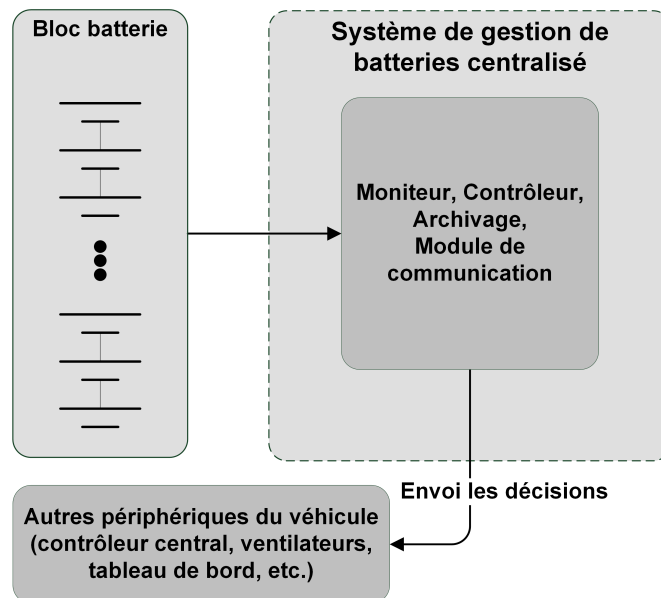 Bloc batterie
Système de gestion de
batteries centralisé
Moniteur, Contrôleur,
Archivage,
Module de
communication
Envoi les décisions
Autres périphériques du véhicule
(contrôleur central, ventilateurs,
tableau de bord, etc.)